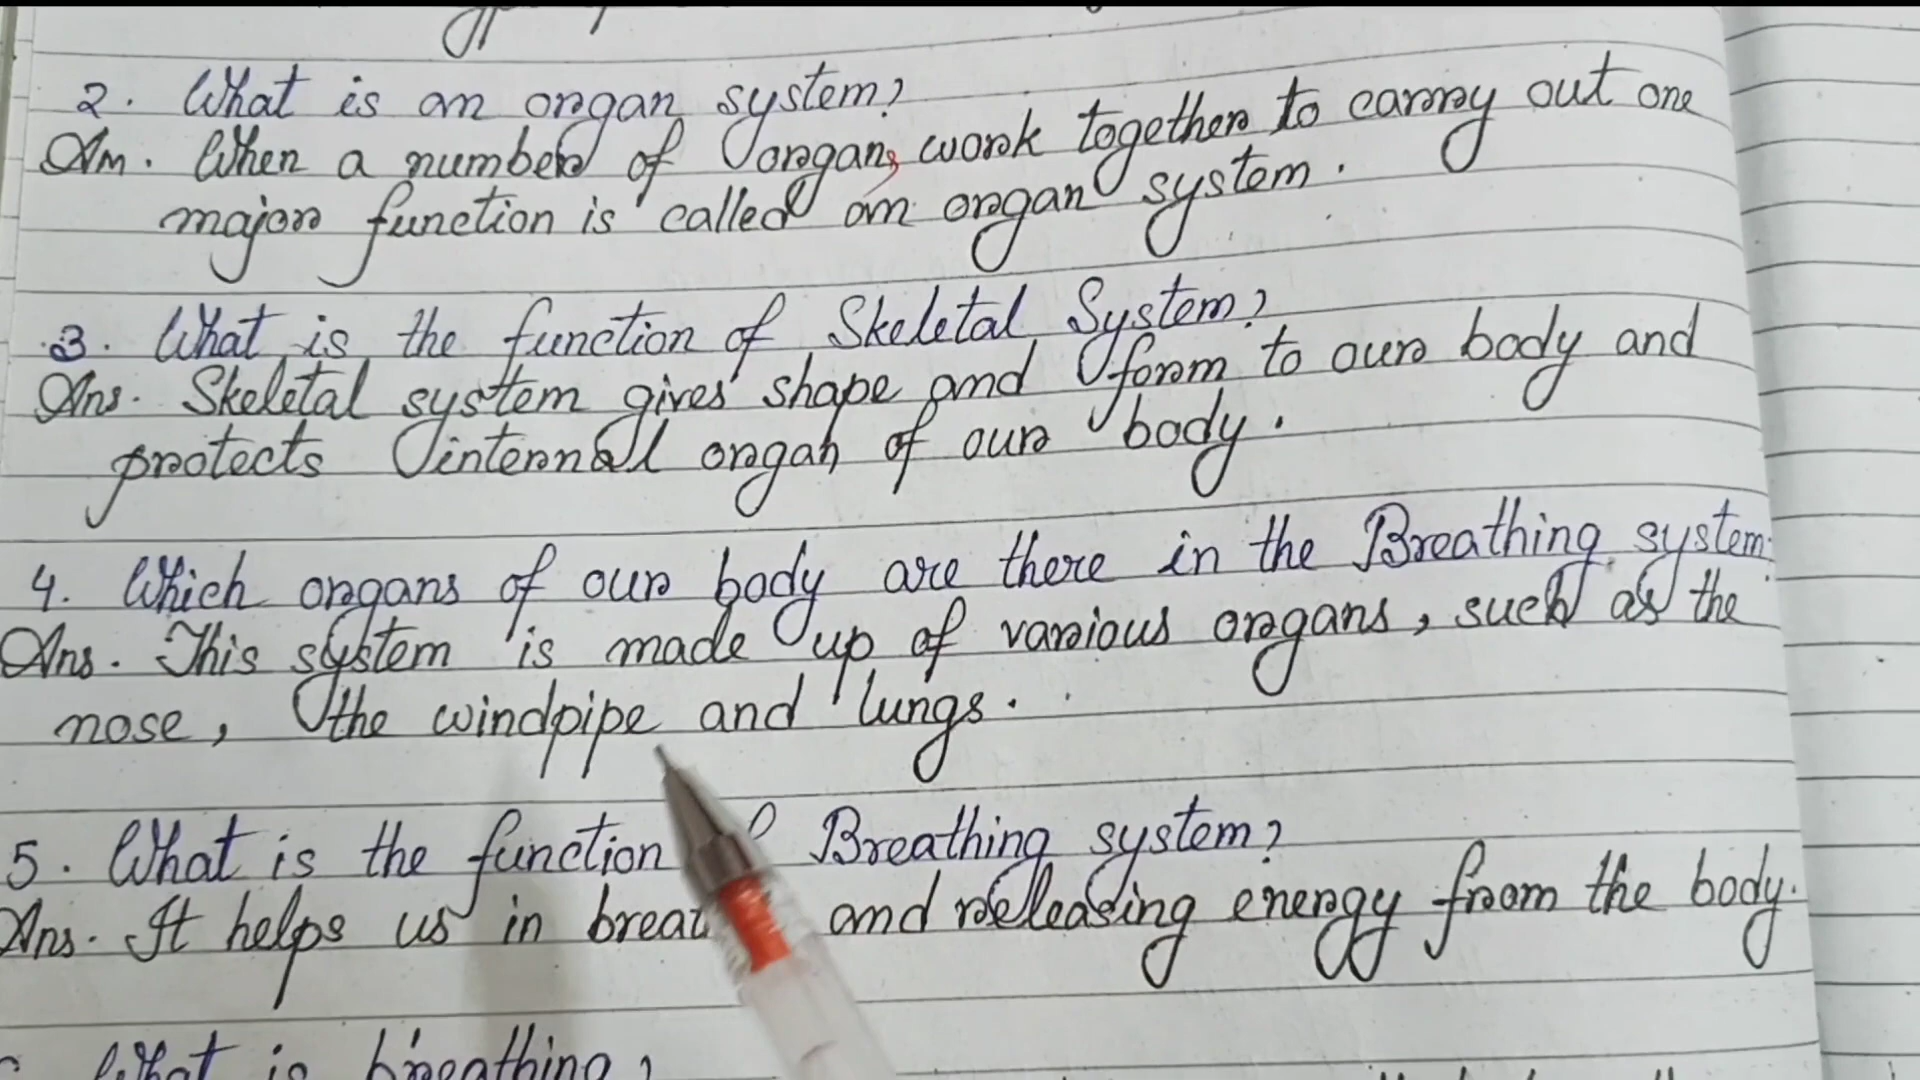 2. What is an organ system?
Ans. When a number of organs work together to carry out one
major function is called an organ system.
3. What is the function of Skeletal System?
Ans. Skeletal system gives shape and form to our body and
protects internal organ of our body.
4. Which organs of our body are there in the Breathing system
Ans. This system is made up of various organs, such as the
nose, the windpipe and lungs.
5. What is the function Breathing system?
Ans. It helps us in and releasing energy from the body.
What is breathing?